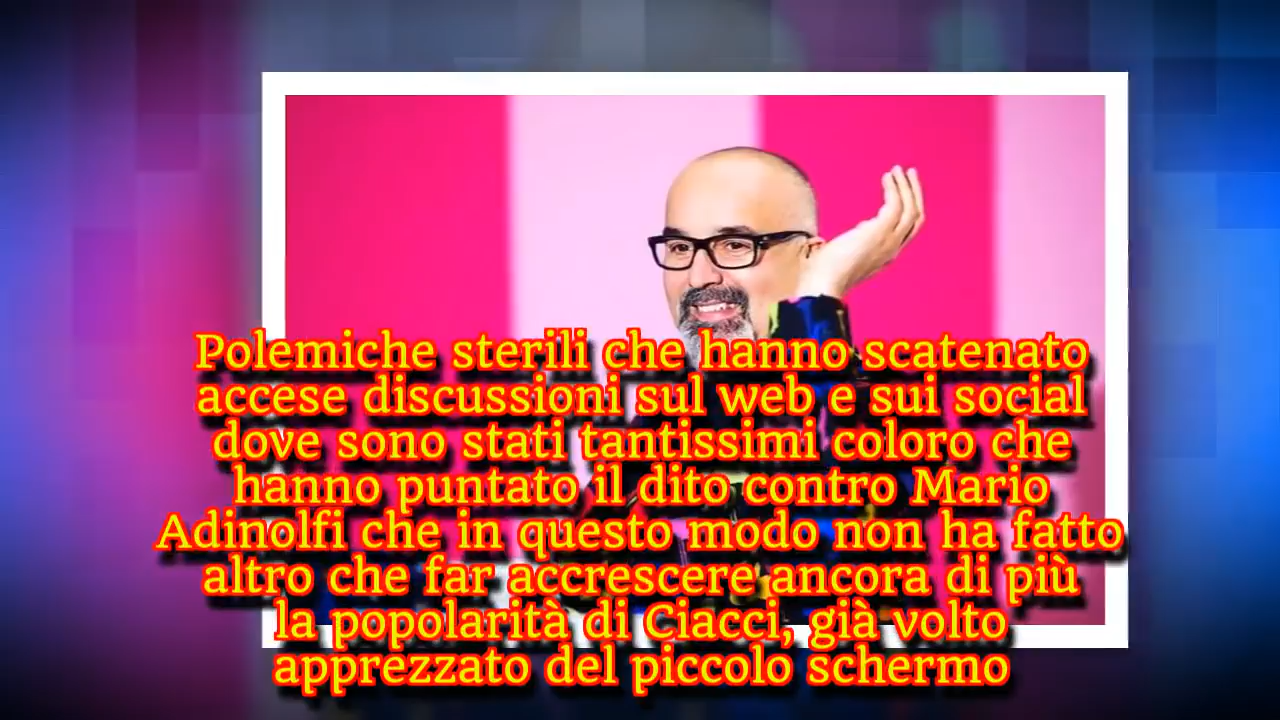 Polemiche sterili che hanno scatenato
accese discussioni sul web e sui social
dove sono stati tantissimi coloro che
hanno puntato il dito contro Mario
Adinolfi che in questo modo non ha fatto
altro che far accrescere ancora di più
la popolarità di Ciacci, già volto
apprezzato del piccolo schermo